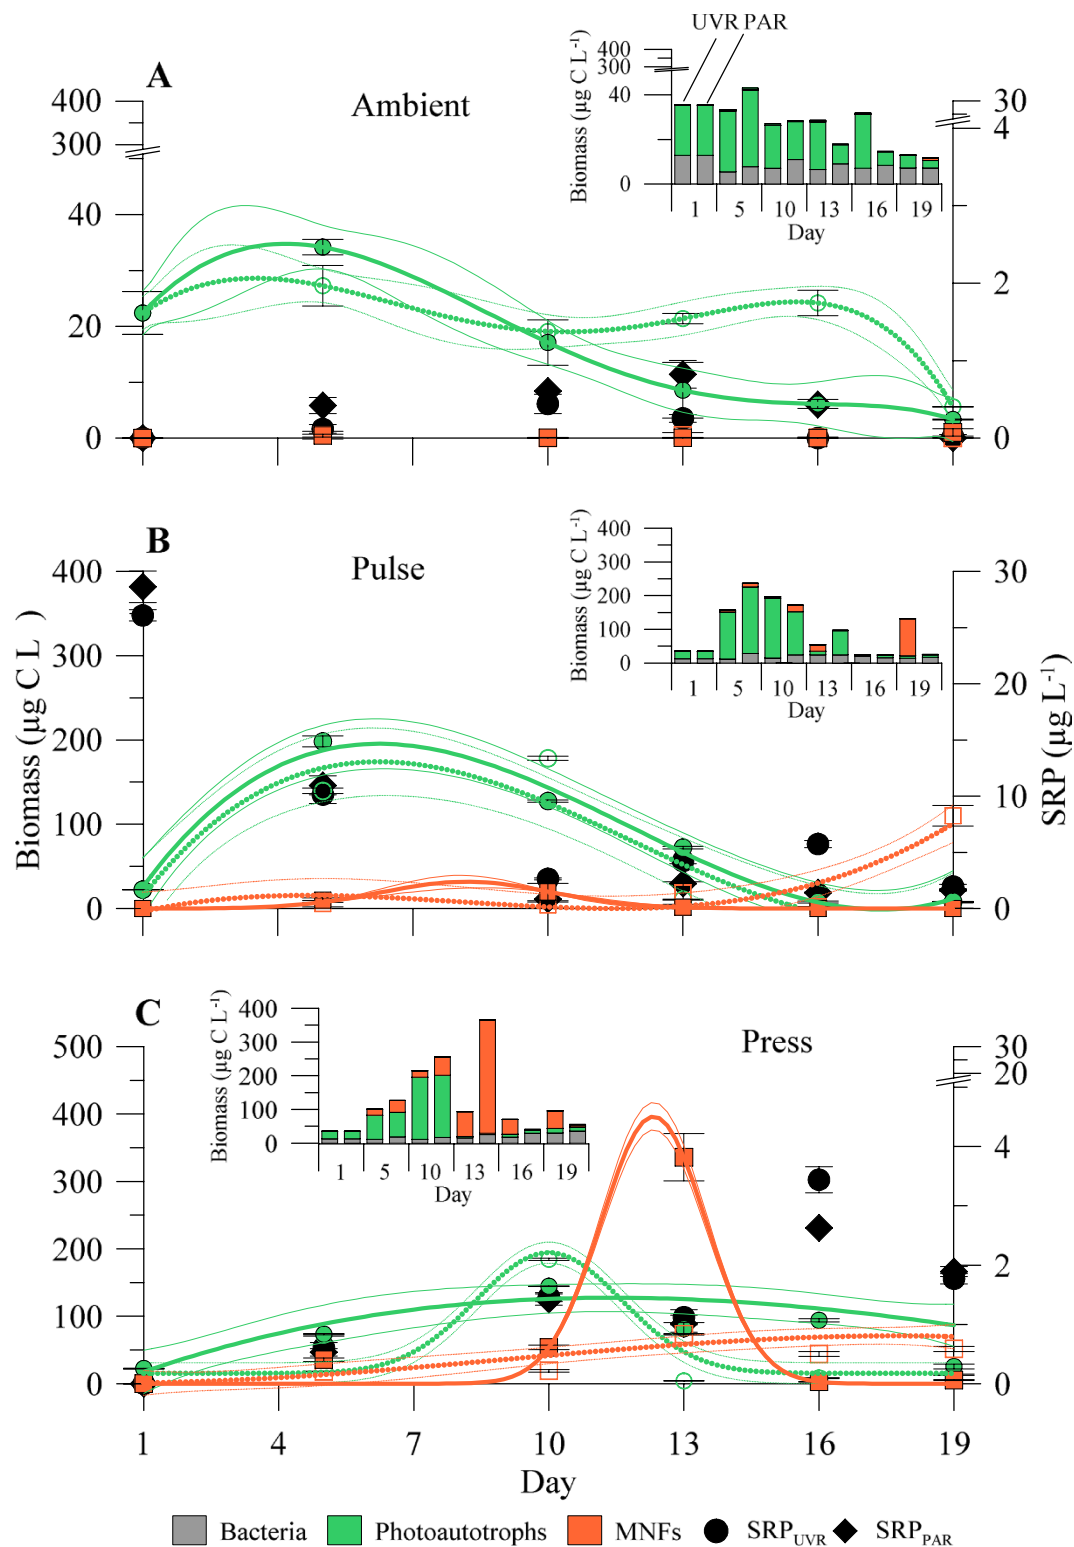 UVR PAR
A
Ambient
Biomass (µg C L⁻¹)
400
300
40
0
1 5 10 13 16 19
Day
400
300
40
20
0
30
4
2
0
B
Pulse
Biomass (µg C L⁻¹)
400
300
200
100
0
1 5 10 13 16 19
Day
400
300
200
100
0
30
20
10
0
Biomass (µg C L )
SRP (µg L⁻¹)
C
Press
Biomass (µg C L⁻¹)
400
300
200
100
0
1 5 10 13 16 19
Day
500
400
300
200
100
0
30
20
4
2
0
1 4 7 10 13 16 19
Day
Bacteria Photoautotrophs MNFs SRP_UVR SRP_PAR